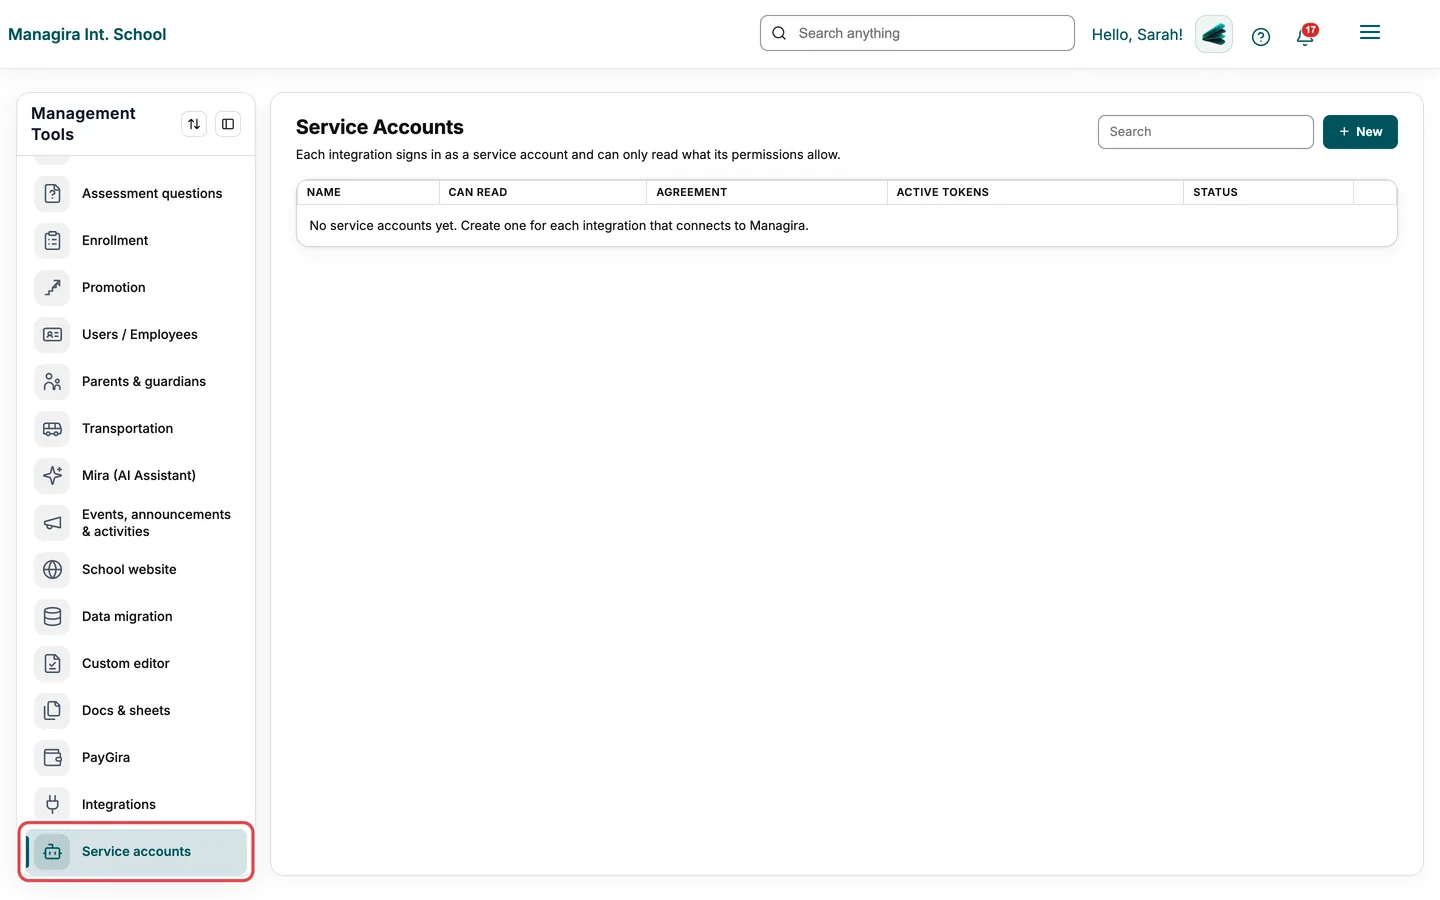 Managira Int. School
Search anything
Hello, Sarah!
17
Management
Tools
Assessment questions
Enrollment
Promotion
Users / Employees
Parents & guardians
Transportation
Mira (AI Assistant)
Events, announcements
& activities
School website
Data migration
Custom editor
Docs & sheets
PayGira
Integrations
Service accounts
Service Accounts
Each integration signs in as a service account and can only read what its permissions allow.
Search
+ New
NAME CAN READ AGREEMENT ACTIVE TOKENS STATUS
No service accounts yet. Create one for each integration that connects to Managira.